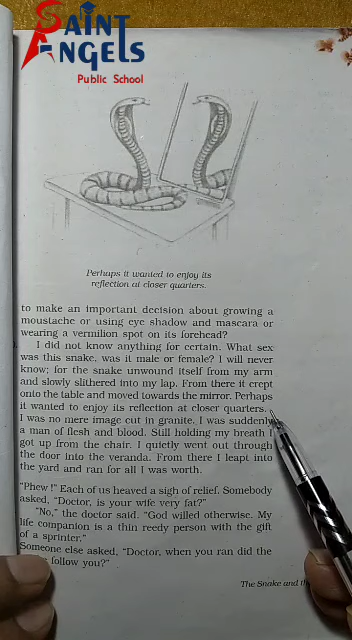 SAINT
ANGELS
Public School
Perhaps it wanted to enjoy its
reflection at closer quarters.
to make an important decision about growing a
moustache or using eye shadow and mascara or
wearing a vermilion spot on its forehead?
I did not know anything for certain. What sex
was this snake, was it male or female? I will never
know; for the snake unwound itself from my arm
and slowly slithered into my lap. From there it crept
onto the table and moved towards the mirror. Perhaps
it wanted to enjoy its reflection at closer quarters.
I was no mere image cut in granite. I was suddenly
a man of flesh and blood. Still holding my breath I
got up from the chair. I quietly went out through
the door into the veranda. From there I leapt into
the yard and ran for all I was worth.
“Phew !” Each of us heaved a sigh of relief. Somebody
asked, “Doctor, is your wife very fat?”
“No,” the doctor said. “God willed otherwise. My
life companion is a thin reedy person with the gift
of a sprinter.”
Someone else asked, “Doctor, when you ran did the
follow you?”
The Snake and